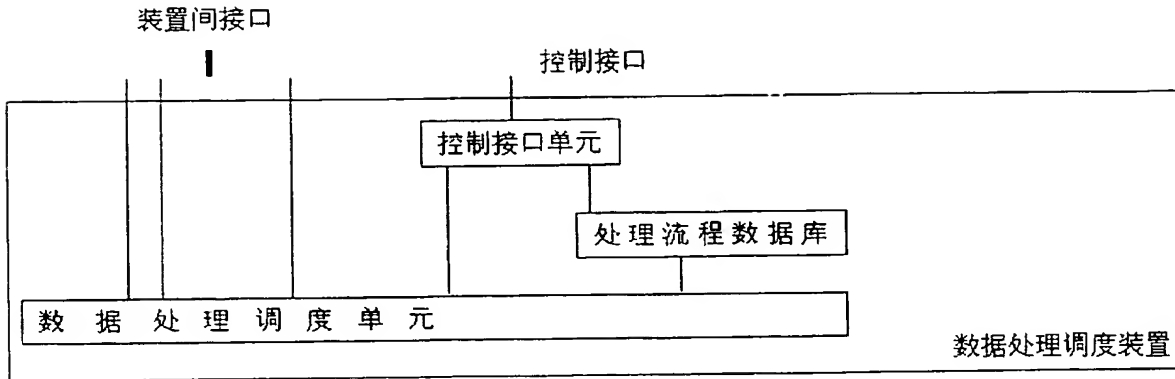 装置间接口
控制接口
控制接口单元
处理流程数据库
数据处理调度单元
数据处理调度装置